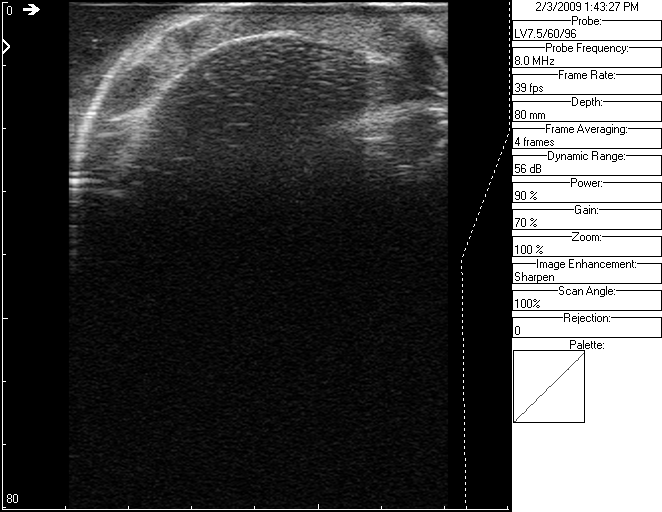 0
80
2/3/2009 1:43:27 PM
Probe:
LV7.5/60/96
Probe Frequency:
8.0 MHz
Frame Rate:
39 fps
Depth:
80 mm
Frame Averaging:
4 frames
Dynamic Range:
56 dB
Power:
90 %
Gain:
70 %
Zoom:
100 %
Image Enhancement:
Sharpen
Scan Angle:
100%
Rejection:
0
Palette: